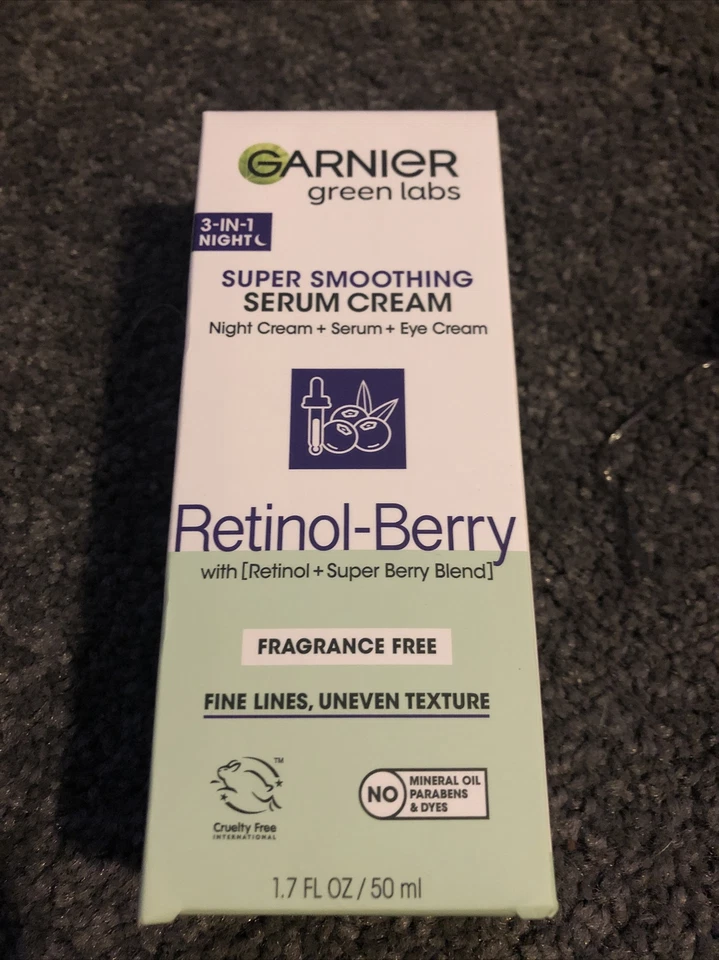 GARNIER
green labs
3-IN-1
NIGHT
SUPER SMOOTHING
SERUM CREAM
Night Cream + Serum + Eye Cream
Retinol-Berry
with [Retinol + Super Berry Blend]
FRAGRANCE FREE
FINE LINES, UNEVEN TEXTURE
TM
Cruelty Free
INTERNATIONAL
NO
MINERAL OIL
PARABENS
& DYES
1.7 FL OZ / 50 ml